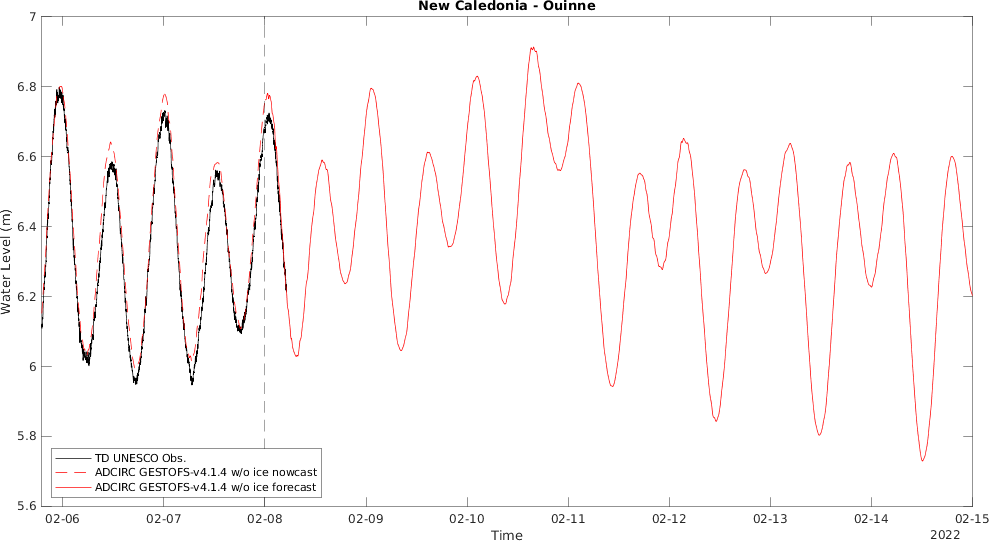 New Caledonia - Ouinne
7
6.8
6.6
6.4
6.2
6
5.8
5.6
Water Level (m)
TD UNESCO Obs.
ADCIRC GESTOFS-v4.1.4 w/o ice nowcast
ADCIRC GESTOFS-v4.1.4 w/o ice forecast
02-06 02-07 02-08 02-09 02-10 02-11 02-12 02-13 02-14 02-15
Time
2022